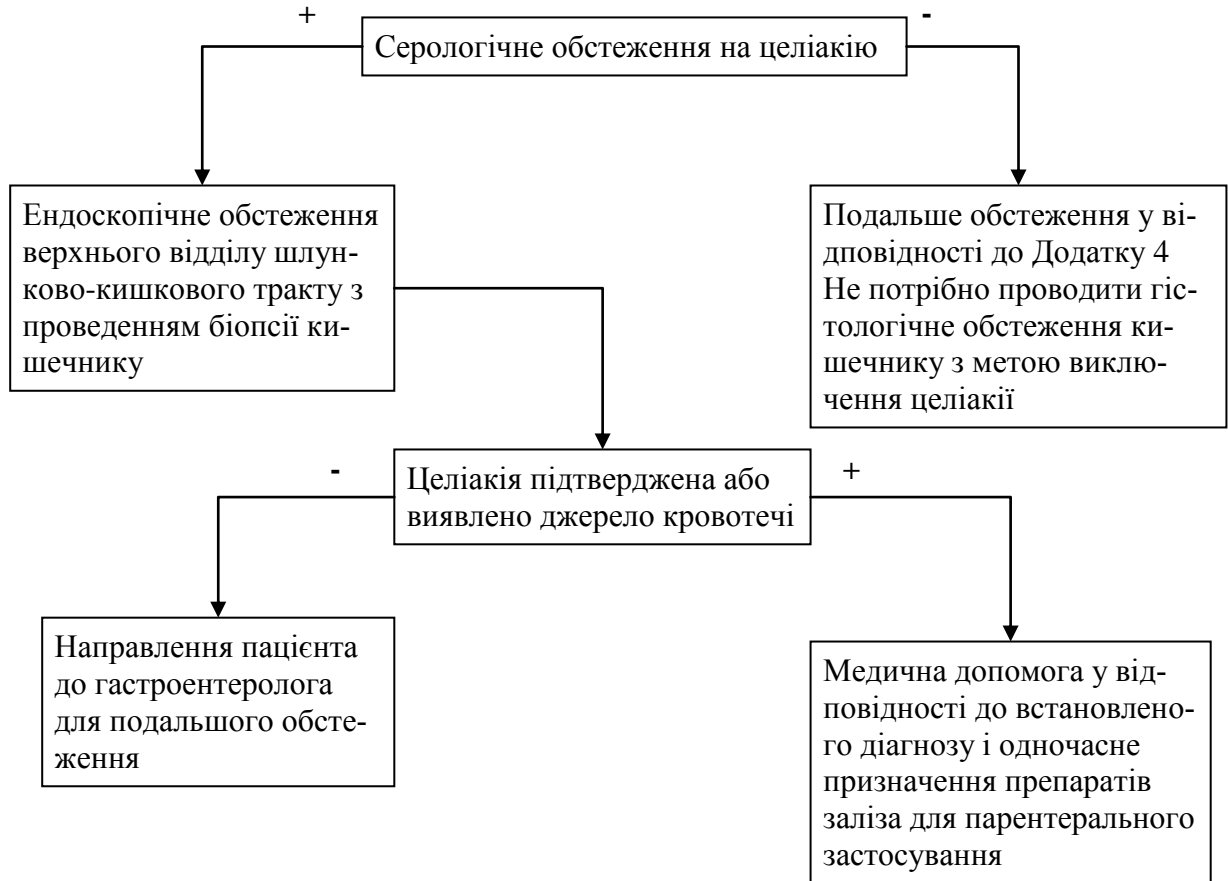 +
-
Серологічне обстеження на целіакію
Ендоскопічне обстеження
верхнього відділу шлун-
ково-кишкового тракту з
проведенням біопсії ки-
шечнику
Подальше обстеження у ві-
дповідності до Додатку 4
Не потрібно проводити гіс-
тологічне обстеження ки-
шечнику з метою виклю-
чення целіакії
-
Целіакія підтверджена або
виявлено джерело кровотечі
+
Направлення пацієнта
до гастроентеролога
для подальшого обсте-
ження
Медична допомога у від-
повідності до встановлено-
го діагнозу і одночасне
призначення препаратів
заліза для парентерального
застосування